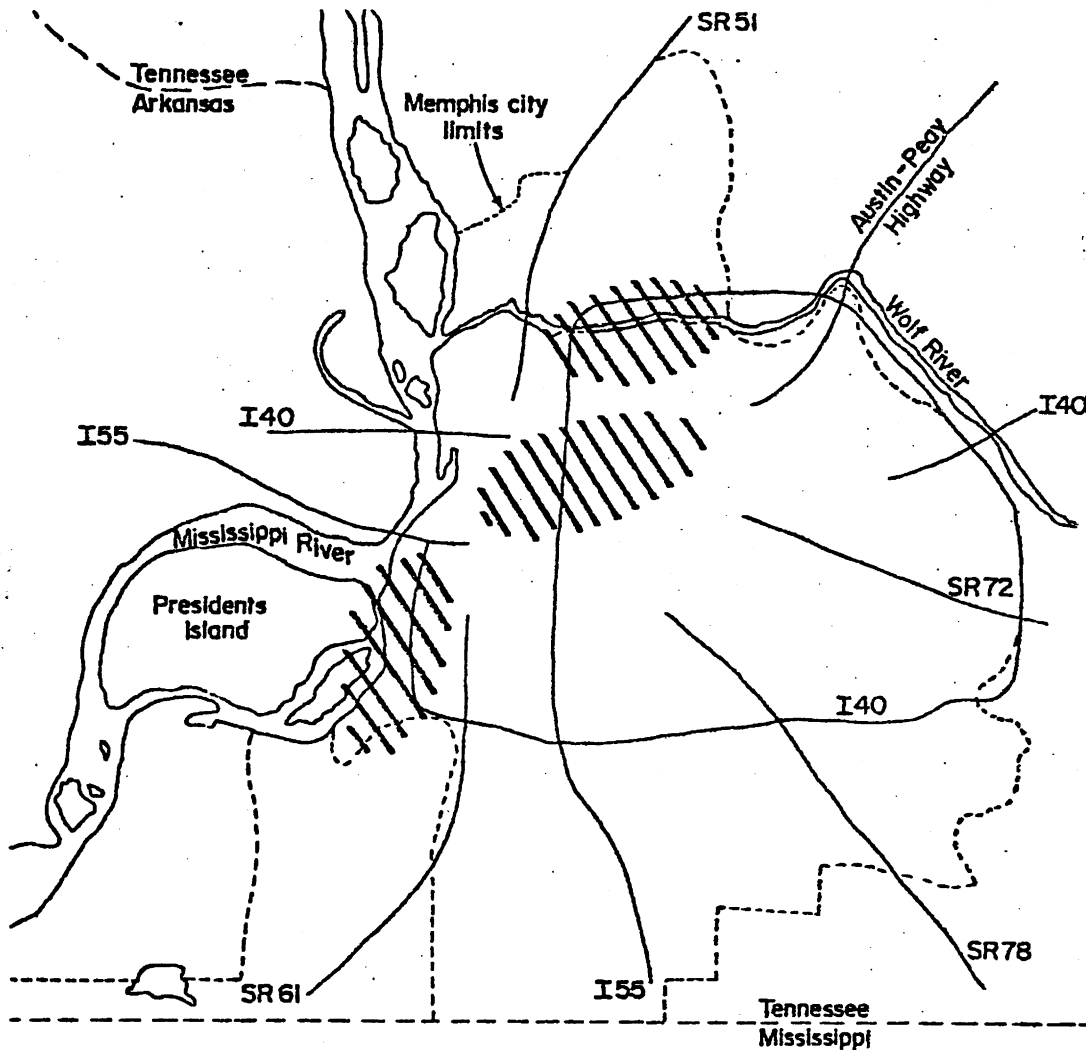 SR51
Tennessee
Arkansas
Memphis city
limits
Austin-Peay
Highway
Wolf River
I40
I40
I55
Mississippi River
Presidents
Island
SR72
I40
SR78
SR61
I55
Tennessee
Mississippi